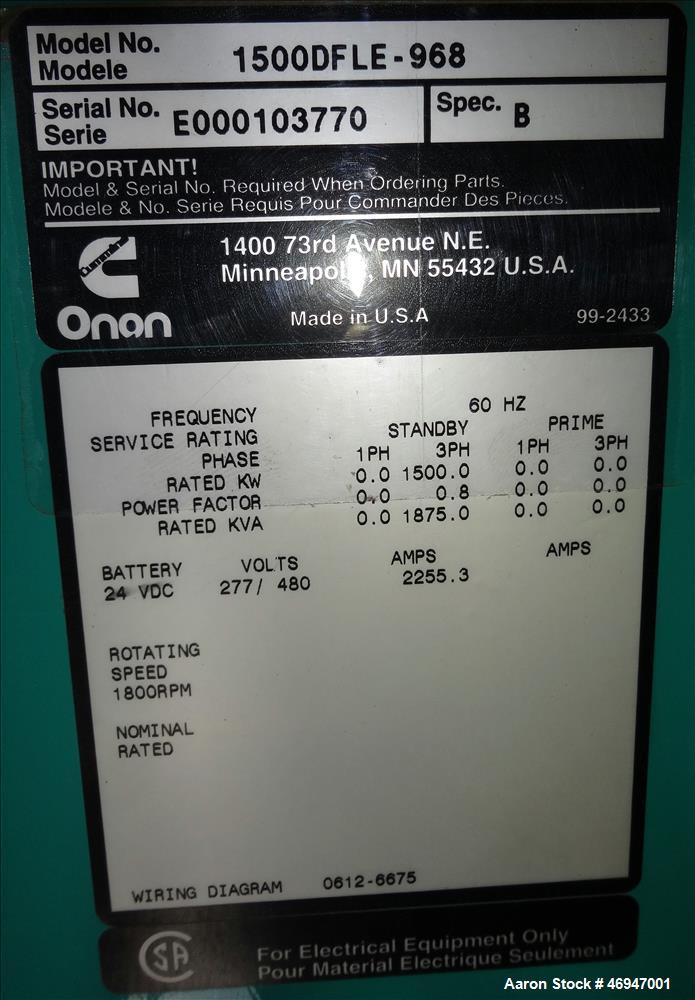 Model No.
Modele
1500DFLE-968
Serial No.
Serie
E000103770
Spec. B
IMPORTANT!
Model & Serial No. Required When Ordering Parts.
Modele & No. Serie Requis Pour Commander Des Pieces.
Cummins
Onan
1400 73rd Avenue N.E.
Minneapolis, MN 55432 U.S.A.
Made in U.S.A
99-2433
FREQUENCY 60 HZ
SERVICE RATING STANDBY PRIME
PHASE 1PH 3PH 1PH 3PH
RATED KW 0.0 1500.0 0.0 0.0
POWER FACTOR 0.0 0.8 0.0 0.0
RATED KVA 0.0 1875.0 0.0 0.0
BATTERY VOLTS AMPS AMPS
24 VDC 277/ 480 2255.3
ROTATING
SPEED
1800RPM
NOMINAL
RATED
WIRING DIAGRAM 0612-6675
CSA
For Electrical Equipment Only
Pour Material Electrique Seulement
Aaron Stock # 46947001